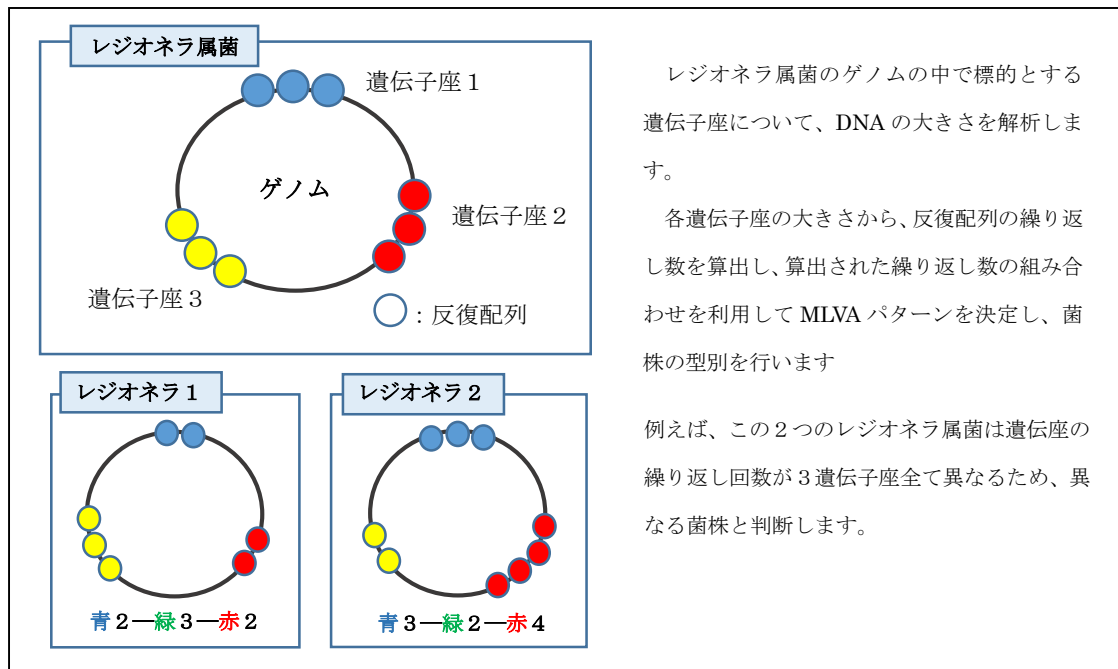 レジオネラ属菌
遺伝子座１
ゲノム
遺伝子座２
遺伝子座３
：反復配列
レジオネラ１
青２―緑３―赤２
レジオネラ２
青３―緑２―赤４
レジオネラ属菌のゲノムの中で標的とする
遺伝子座について、DNA の大きさを解析しま
す。
各遺伝子座の大きさから、反復配列の繰り返
し数を算出し、算出された繰り返し数の組み合
わせを利用して MLVA パターンを決定し、菌
株の型別を行います
例えば、この２つのレジオネラ属菌は遺伝座の
繰り返し回数が３遺伝子座全て異なるため、異
なる菌株と判断します。